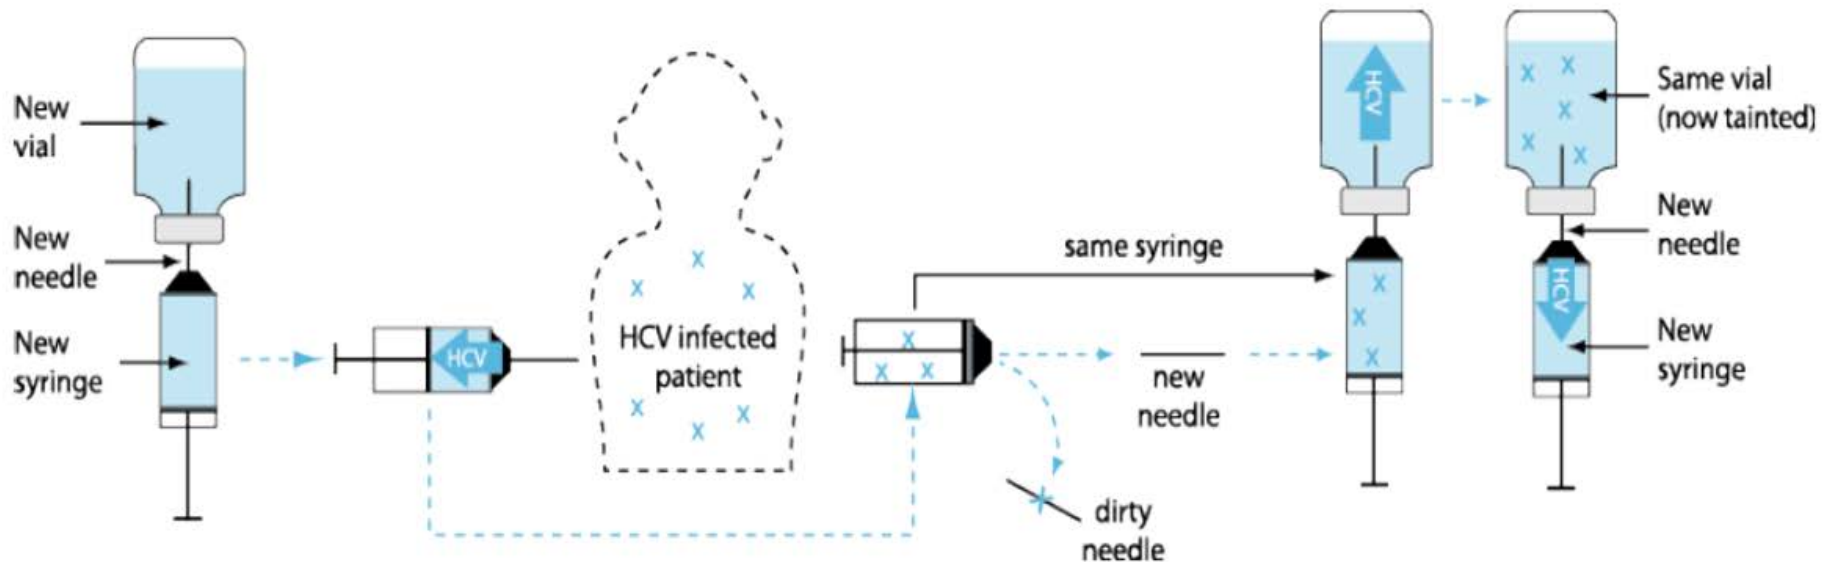 New
vial
New
needle
New
syringe
HCV
HCV infected
patient
same syringe
new
needle
dirty
needle
HCV
HCV
Same vial
(now tainted)
New
needle
New
syringe